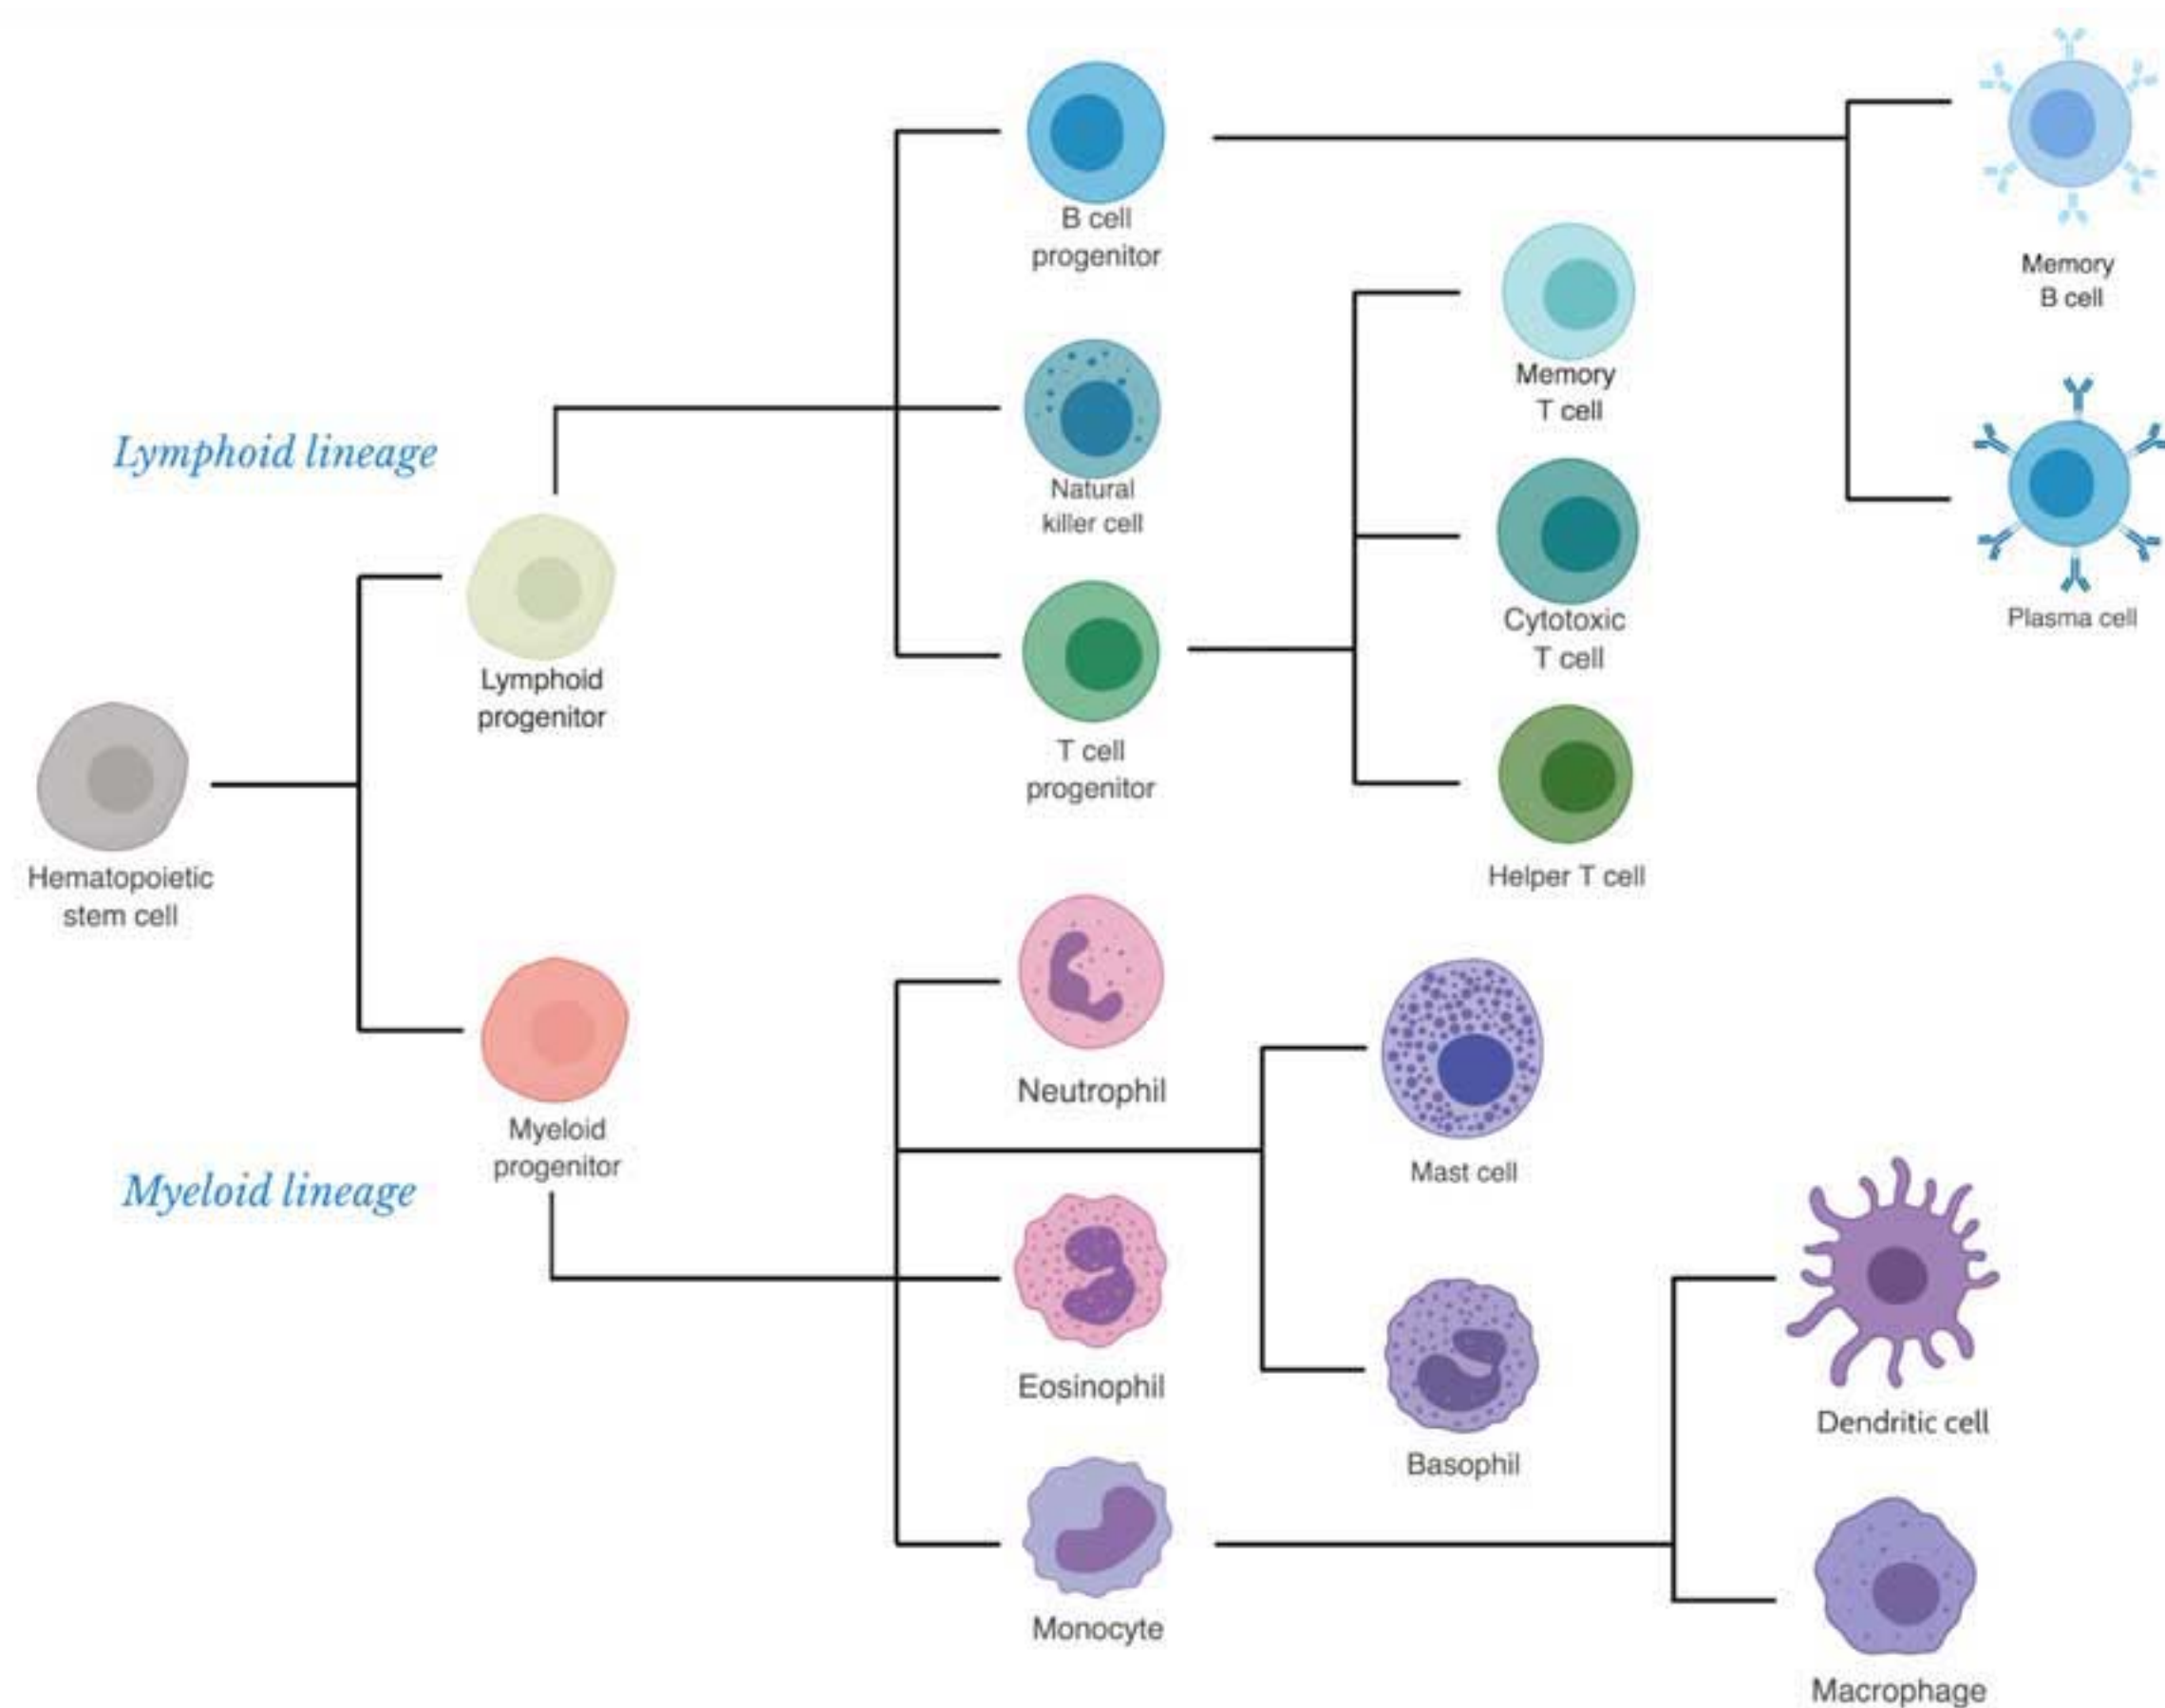 B cell
progenitor
Memory
B cell
Memory
T cell
Lymphoid lineage
Natural
killer cell
Cytotoxic
T cell
Plasma cell
Lymphoid
progenitor
T cell
progenitor
Hematopoietic
stem cell
Helper T cell
Neutrophil
Myeloid
progenitor
Mast cell
Myeloid lineage
Eosinophil
Dendritic cell
Basophil
Monocyte
Macrophage